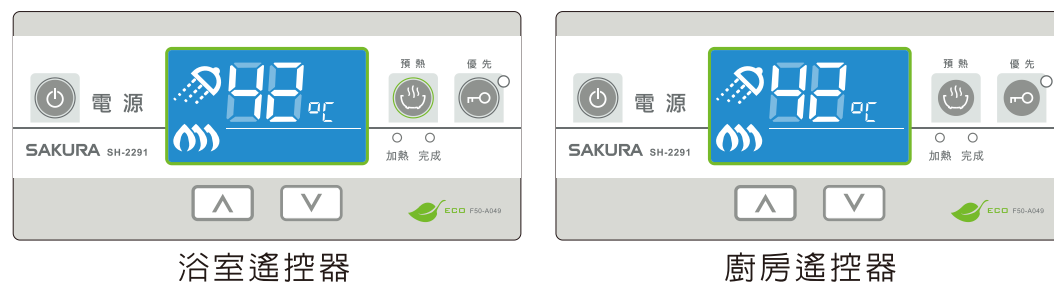 預熱 優先
電源
42°C
SAKURA SH-2291
加熱 完成
ECO F50-A049
浴室遙控器
預熱 優先
電源
42°C
SAKURA SH-2291
加熱 完成
ECO F50-A049
廚房遙控器